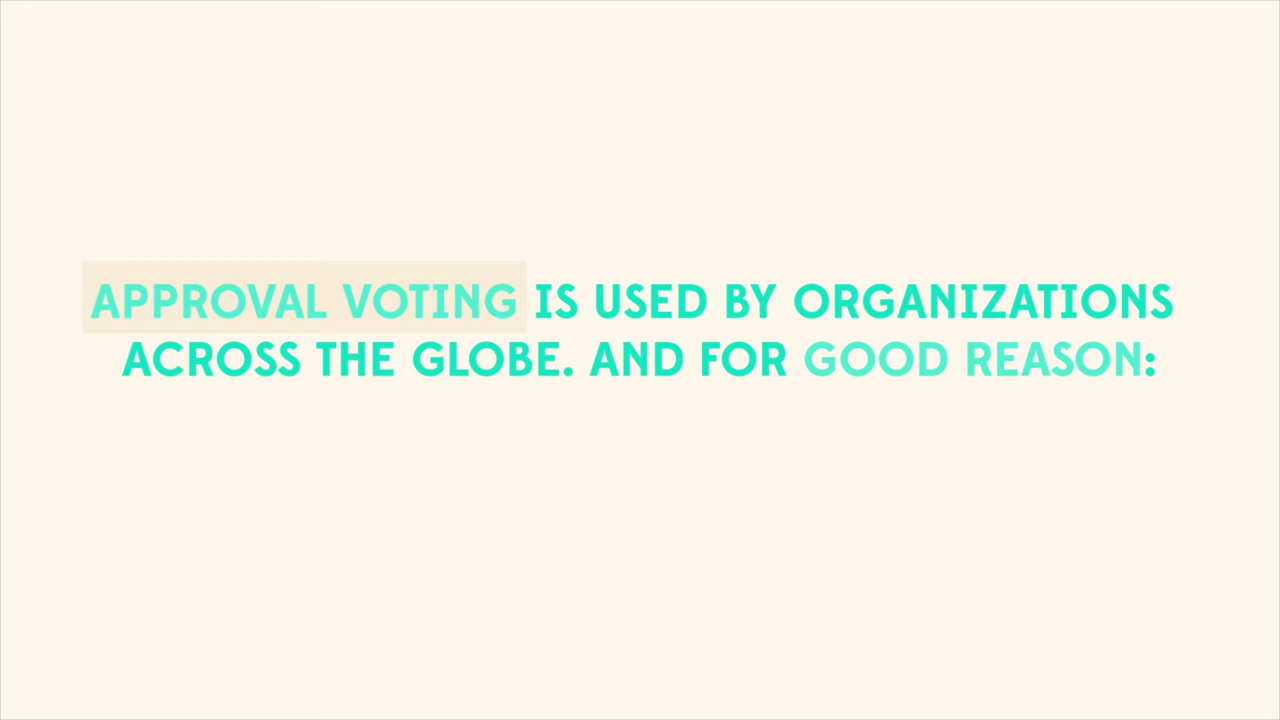 APPROVAL VOTING IS USED BY ORGANIZATIONS
ACROSS THE GLOBE. AND FOR GOOD REASON: